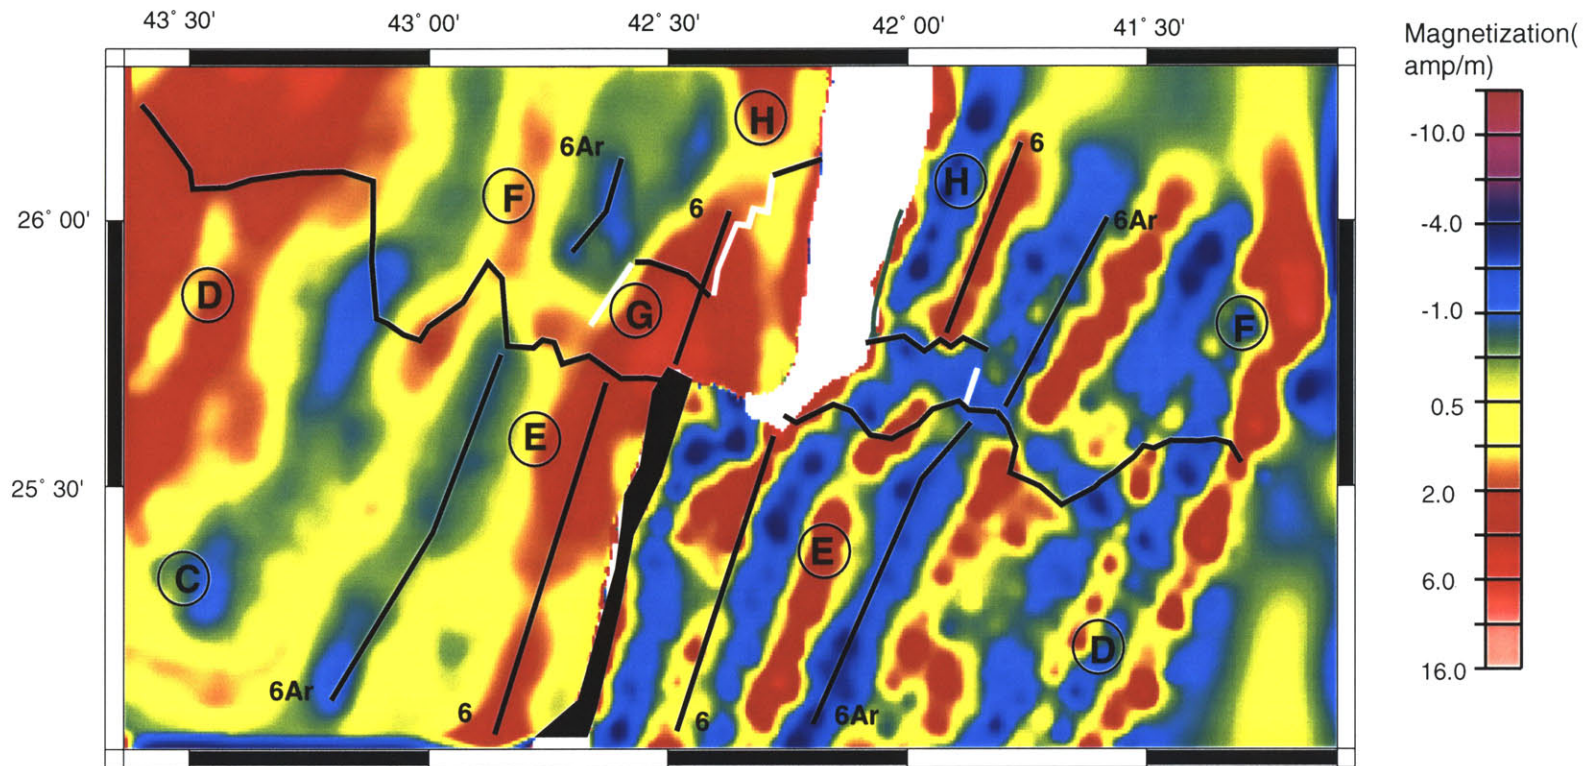 43˚ 30' 43˚ 00' 42˚ 30' 42˚ 00' 41˚ 30'
Magnetization(
amp/m)
-10.0
-4.0
-1.0
0.5
2.0
6.0
16.0
26˚ 00'
25˚ 30'
H
6Ar
6
F
H
6
6Ar
D
G
F
E
E
C
D
6Ar
6
6
6Ar